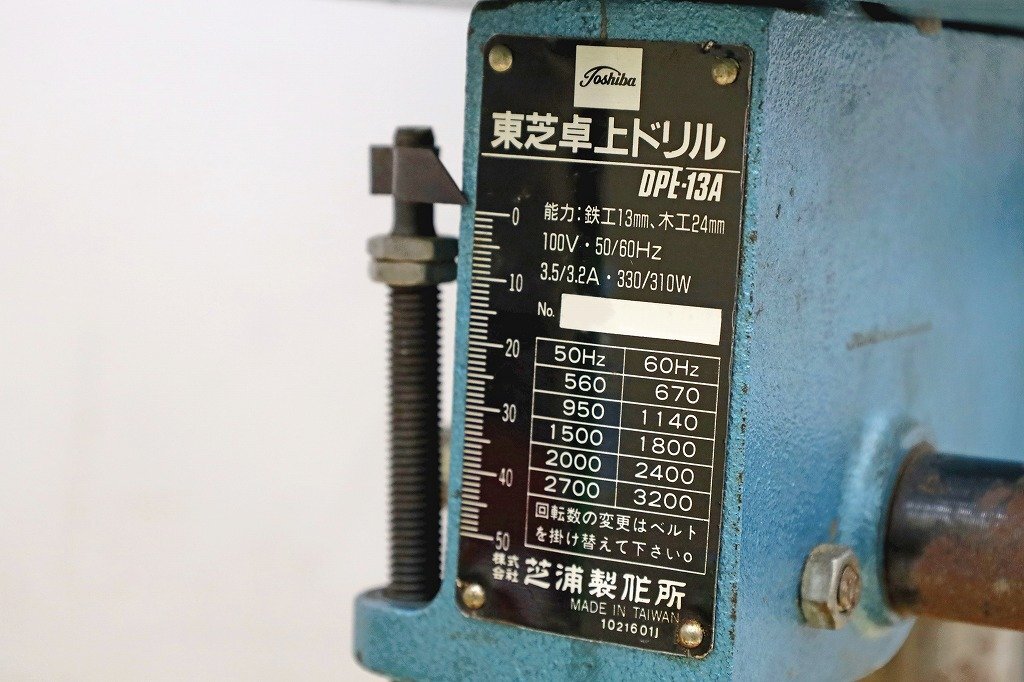 Toshiba
東芝卓上ドリル
DPE-13A
能力:鉄工13mm、木工24mm
100V・50/60Hz
3.5/3.2A・330/310W
No.
0
10
20
30
40
50
50Hz 60Hz
560 670
950 1140
1500 1800
2000 2400
2700 3200
回転数の変更はベルト
を掛け替えて下さい。
株式会社 芝浦製作所
MADE IN TAIWAN
1021601J